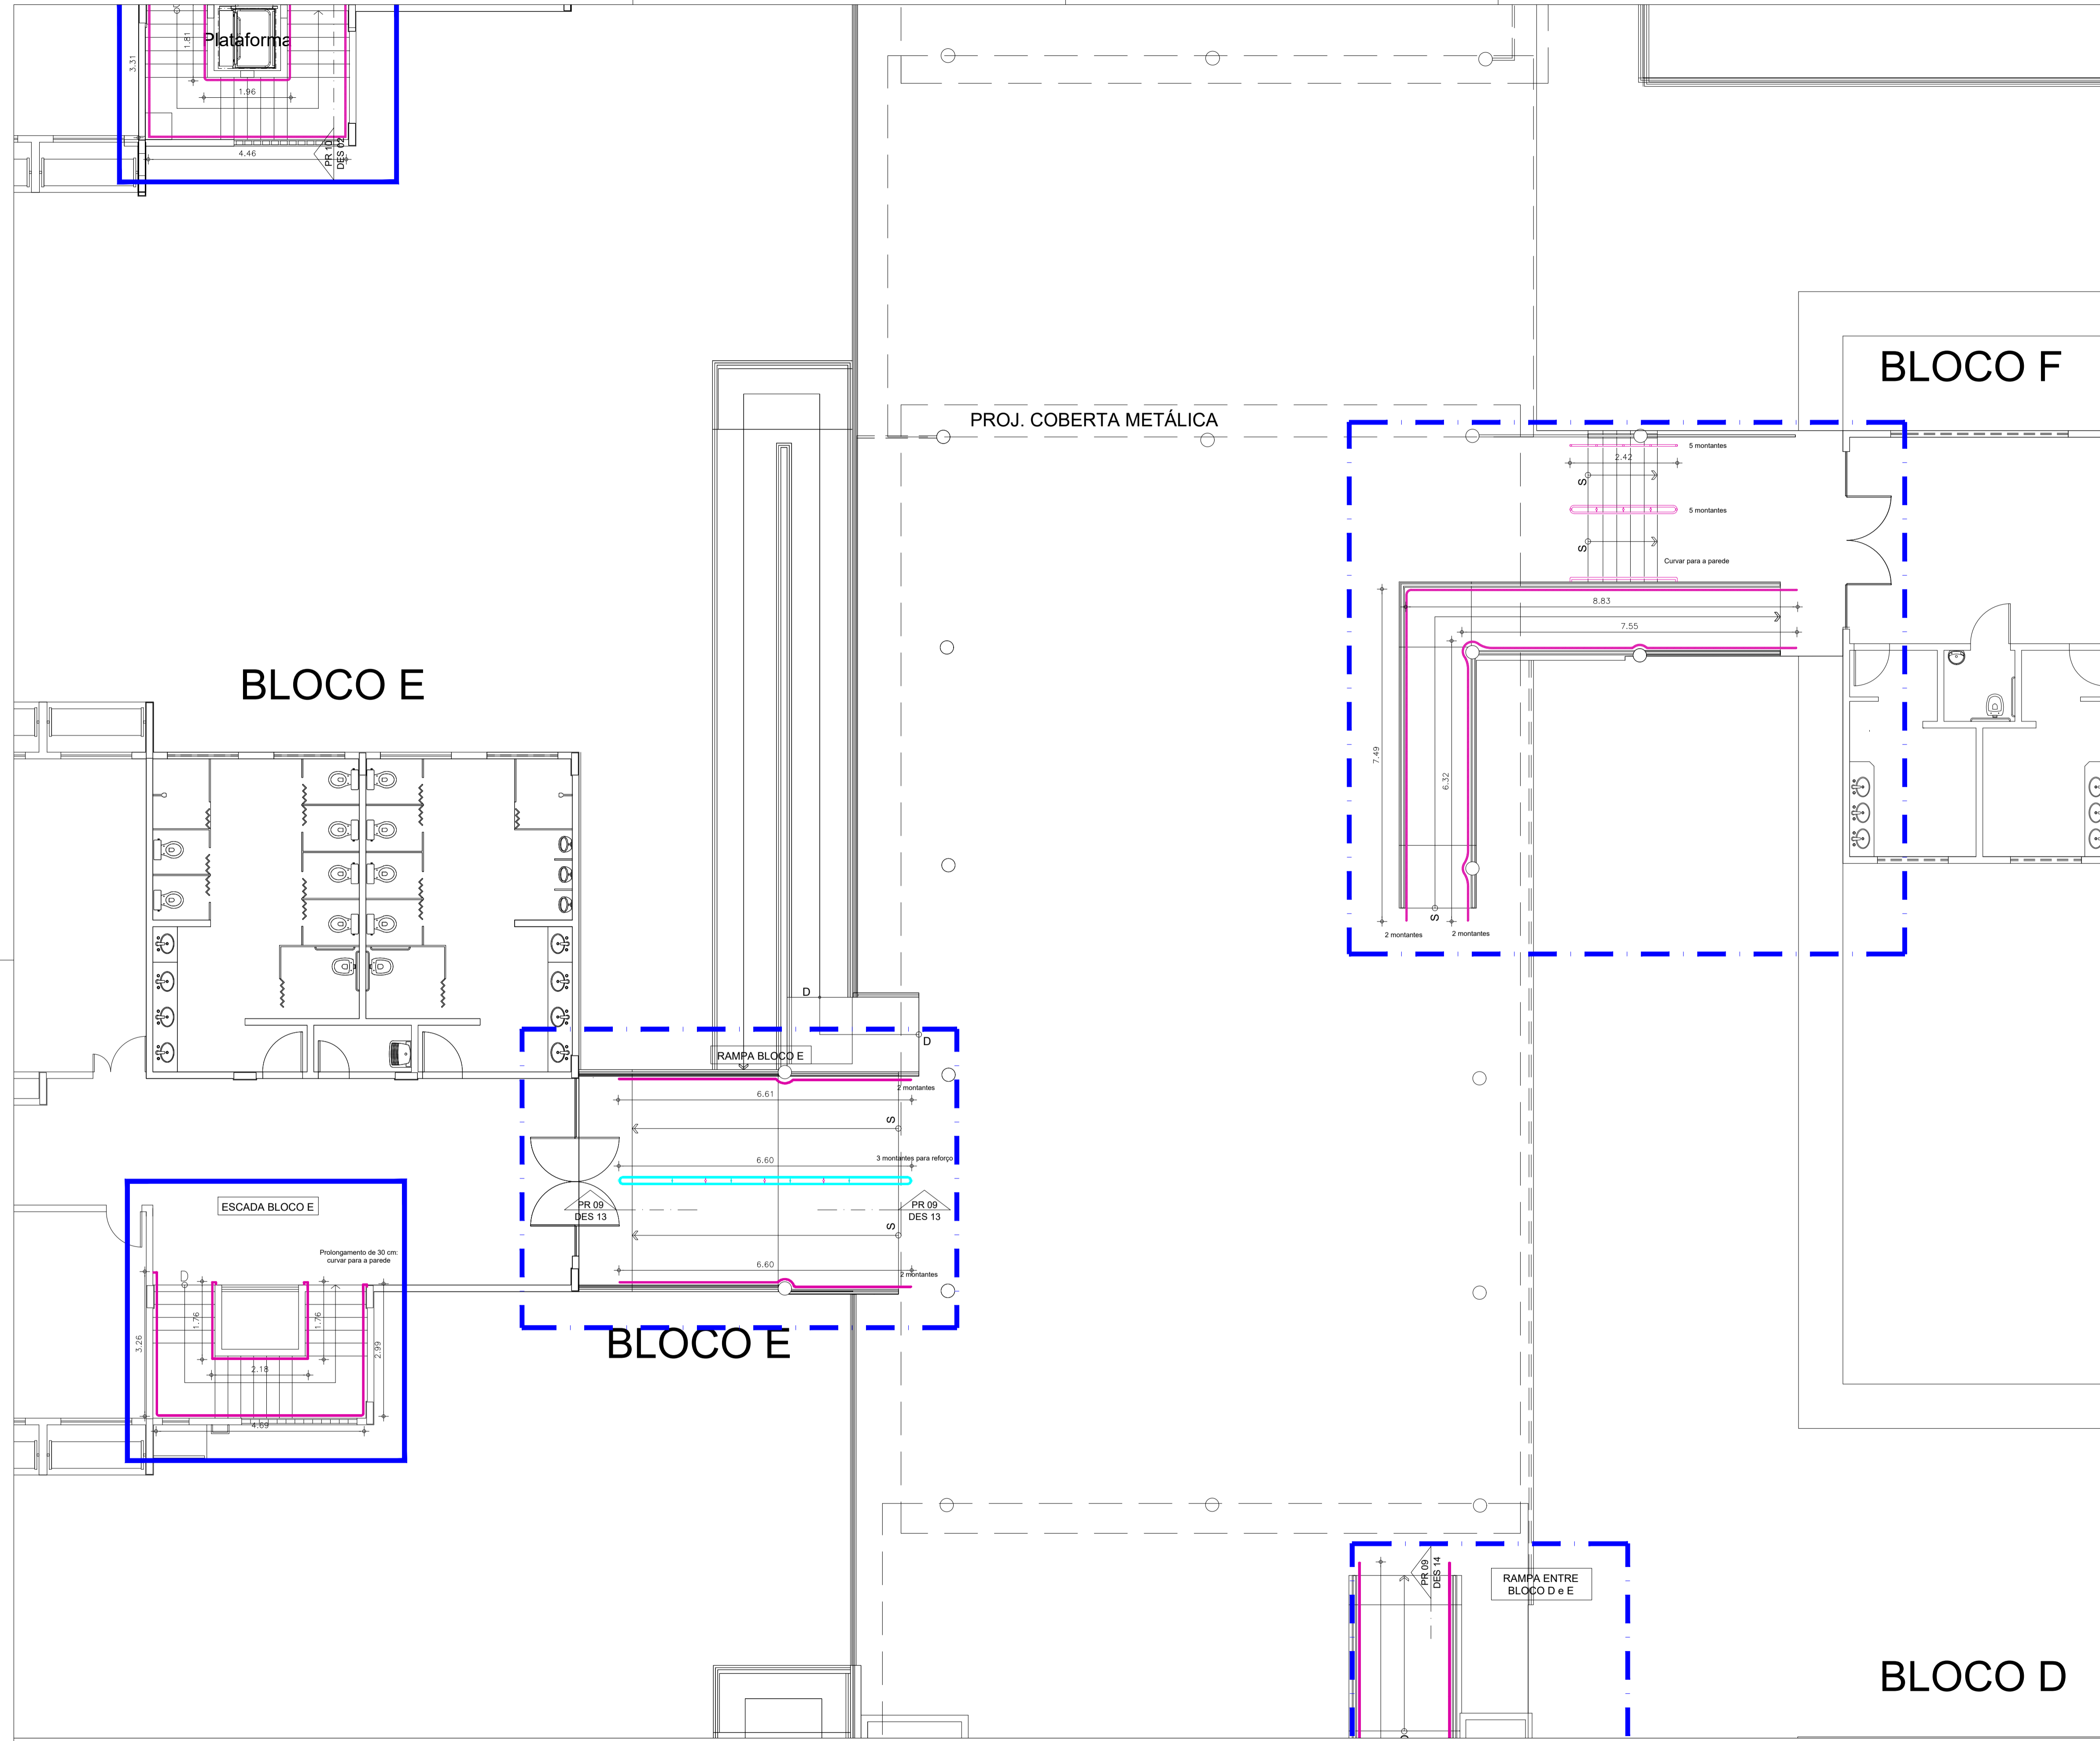 Plataforma
1.81
3.31
1.96
4.46
PR 10
DES 02
BLOCO F
PROJ. COBERTA METÁLICA
5 montantes
2.42
S
5 montantes
S
Curvar para a parede
8.83
7.55
7.49
6.32
S
2 montantes
2 montantes
BLOCO E
D
D
RAMPA BLOCO E
2 montantes
6.61
S
3 montantes para reforço
6.60
PR 09
DES 13
PR 09
DES 13
S
6.60
2 montantes
ESCADA BLOCO E
Prolongamento de 30 cm:
curvar para a parede
D
1.76
1.76
3.26
2.99
2.18
4.69
BLOCO E
PR 09
DES 14
RAMPA ENTRE
BLOCO D e E
BLOCO D